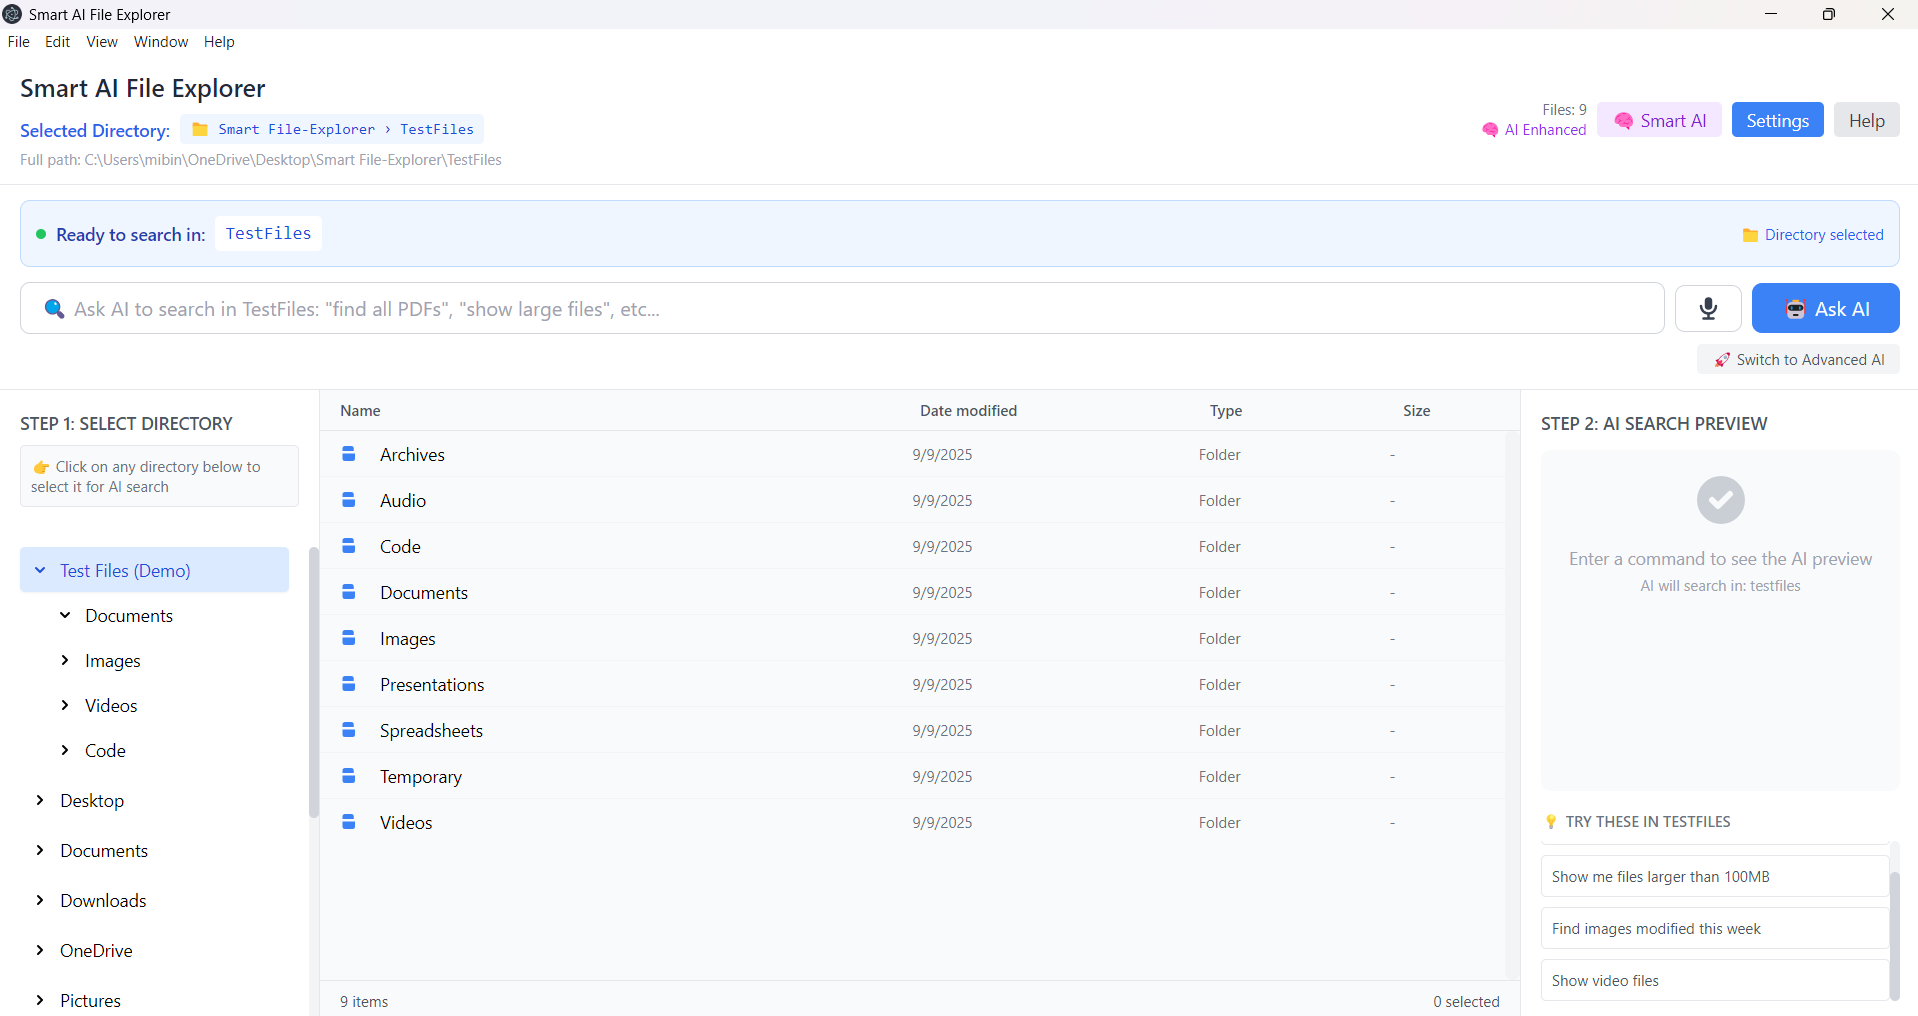 Smart AI File Explorer
File Edit View Window Help
Smart AI File Explorer
Selected Directory: Smart File-Explorer › TestFiles
Full path: C:\Users\mibin\OneDrive\Desktop\Smart File-Explorer\TestFiles
Files: 9
AI Enhanced
Smart AI
Settings
Help
Ready to search in: TestFiles
Directory selected
Ask AI to search in TestFiles: "find all PDFs", "show large files", etc...
Ask AI
Switch to Advanced AI
STEP 1: SELECT DIRECTORY
Click on any directory below to
select it for AI search
Test Files (Demo)
Documents
Images
Videos
Code
Desktop
Documents
Downloads
OneDrive
Pictures
Name Date modified Type Size
Archives 9/9/2025 Folder -
Audio 9/9/2025 Folder -
Code 9/9/2025 Folder -
Documents 9/9/2025 Folder -
Images 9/9/2025 Folder -
Presentations 9/9/2025 Folder -
Spreadsheets 9/9/2025 Folder -
Temporary 9/9/2025 Folder -
Videos 9/9/2025 Folder -
9 items 0 selected
STEP 2: AI SEARCH PREVIEW
Enter a command to see the AI preview
AI will search in: testfiles
TRY THESE IN TESTFILES
Show me files larger than 100MB
Find images modified this week
Show video files